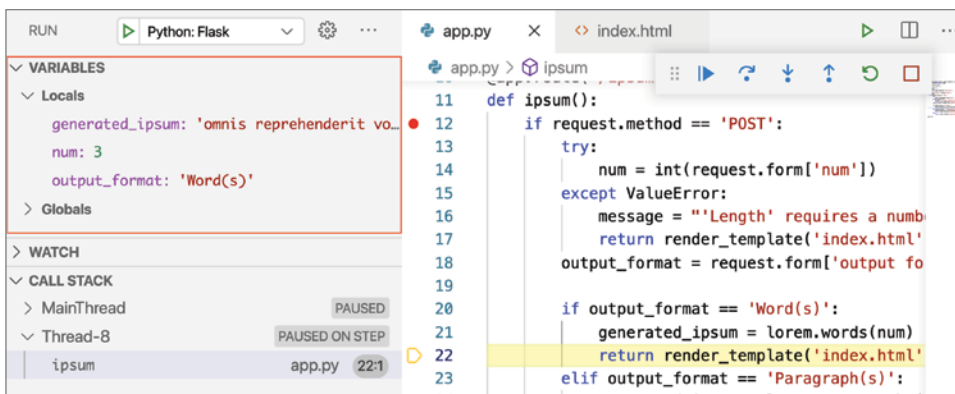 RUN
Python: Flask
···
VARIABLES
Locals
generated_ipsum: 'omnis reprehenderit vo…
num: 3
output_format: 'Word(s)'
Globals
WATCH
CALL STACK
MainThread PAUSED
Thread-8 PAUSED ON STEP
ipsum app.py 22:1
app.py × <> index.html
app.py > ipsum
11 def ipsum():
12 if request.method == 'POST':
13 try:
14 num = int(request.form['num'])
15 except ValueError:
16 message = "'Length' requires a numb
17 return render_template('index.html'
18 output_format = request.form['output fo
19
20 if output_format == 'Word(s)':
21 generated_ipsum = lorem.words(num)
22 return render_template('index.html'
23 elif output_format == 'Paragraph(s)':